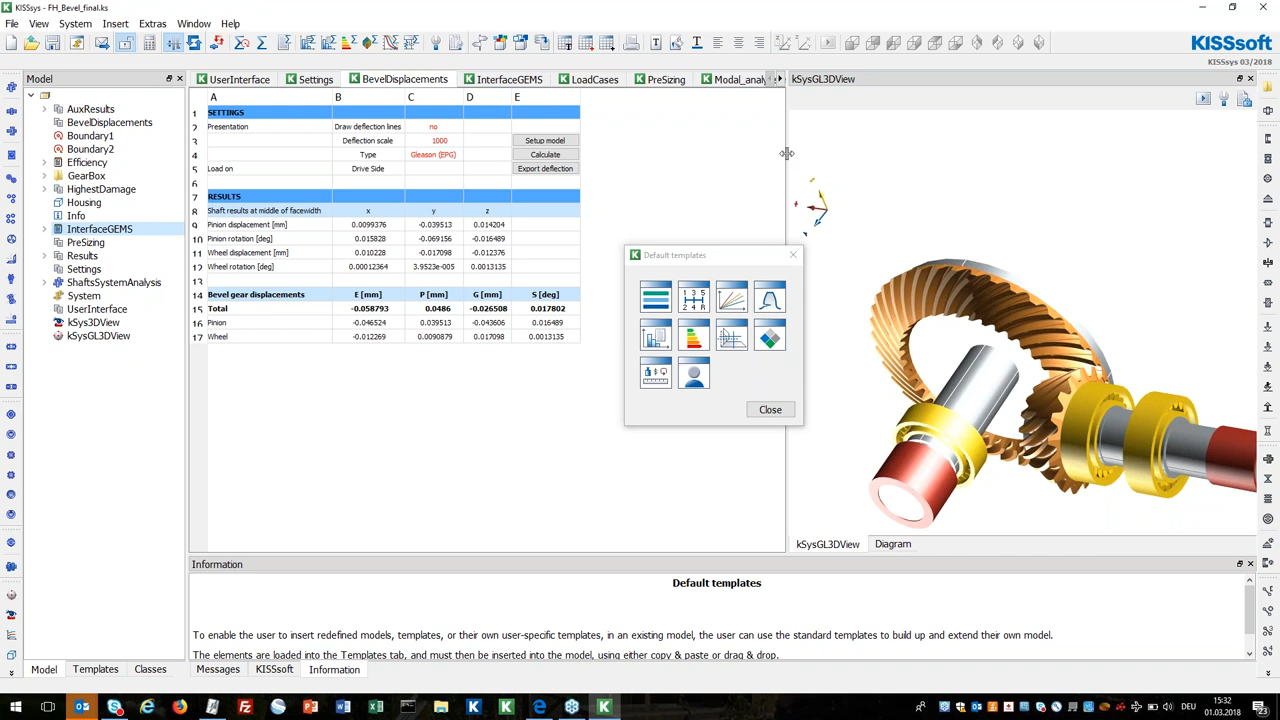 KISSsys - FH_Bevel_final.ks
File View System Insert Extras Window Help
KISSsoft
KISSsys 03/2018
Model
UserInterface Settings BevelDisplacements InterfaceGEMS LoadCases PreSizing Modal_analy
kSysGL3DView
AuxResults
BevelDisplacements
Boundary1
Boundary2
Efficiency
GearBox
HighestDamage
Housing
Info
InterfaceGEMS
PreSizing
Results
Settings
ShaftsSystemAnalysis
System
UserInterface
kSys3DView
kSysGL3DView
A B C D E
1 SETTINGS
2 Presentation Draw deflection lines no
3 Deflection scale 1000 Setup model
4 Type Gleason (EPG) Calculate
5 Load on Drive Side Export deflection
6
7 RESULTS
8 Shaft results at middle of facewidth x y z
9 Pinion displacement [mm] 0.0099376 -0.039513 0.014204
10 Pinion rotation [deg] 0.015828 -0.069156 -0.016489
11 Wheel displacement [mm] 0.010228 -0.017098 -0.012376
12 Wheel rotation [deg] 0.00012364 3.9523e-005 0.0013135
13
14 Bevel gear displacements E [mm] P [mm] G [mm] S [deg]
15 Total -0.058793 0.0486 -0.026508 0.017802
16 Pinion -0.046524 0.039513 -0.043606 0.016489
17 Wheel -0.012269 0.0090879 0.017098 0.0013135
Default templates
1 3 5
2 4 R
Close
kSysGL3DView Diagram
Information
Default templates
To enable the user to insert redefined models, templates, or their own user-specific templates, in an existing model, the user can use the standard templates to build up and extend their own model.
The elements are loaded into the Templates tab, and must then be inserted into the model, using either copy & paste or drag & drop.
Model Templates Classes
Messages KISSsoft Information
DEU
15:32
01.03.2018
23